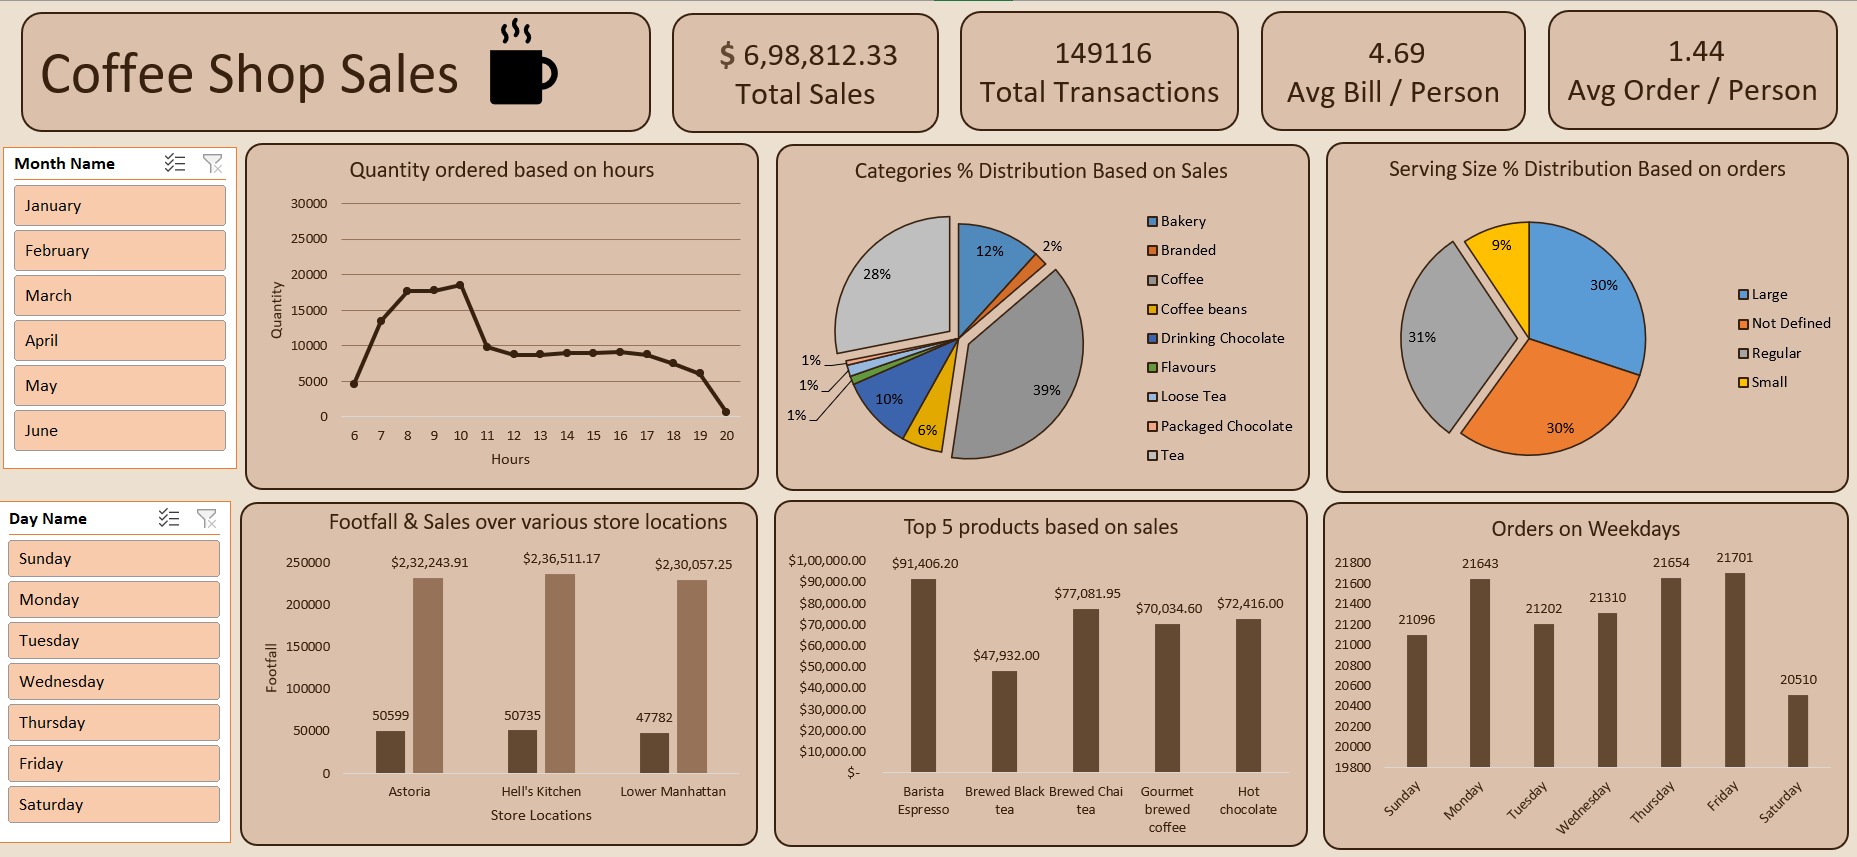 Coffee Shop Sales
$ 6,98,812.33
Total Sales
149116
Total Transactions
4.69
Avg Bill / Person
1.44
Avg Order / Person
Month Name
January
February
March
April
May
June
Quantity ordered based on hours
30000
25000
20000
15000
10000
5000
0
Quantity
6 7 8 9 10 11 12 13 14 15 16 17 18 19 20
Hours
Categories % Distribution Based on Sales
12%
2%
39%
6%
10%
1%
1%
1%
28%
Bakery
Branded
Coffee
Coffee beans
Drinking Chocolate
Flavours
Loose Tea
Packaged Chocolate
Tea
Serving Size % Distribution Based on orders
30%
30%
31%
9%
Large
Not Defined
Regular
Small
Day Name
Sunday
Monday
Tuesday
Wednesday
Thursday
Friday
Saturday
Footfall & Sales over various store locations
250000
200000
150000
100000
50000
0
Footfall
$2,32,243.91
$2,36,511.17
$2,30,057.25
50599
50735
47782
Astoria
Hell's Kitchen
Lower Manhattan
Store Locations
Top 5 products based on sales
$1,00,000.00
$90,000.00
$80,000.00
$70,000.00
$60,000.00
$50,000.00
$40,000.00
$30,000.00
$20,000.00
$10,000.00
$-
$91,406.20
$47,932.00
$77,081.95
$70,034.60
$72,416.00
Barista
Espresso
Brewed Black
tea
Brewed Chai
tea
Gourmet
brewed
coffee
Hot
chocolate
Orders on Weekdays
21800
21600
21400
21200
21000
20800
20600
20400
20200
20000
19800
21096
21643
21202
21310
21654
21701
20510
Sunday
Monday
Tuesday
Wednesday
Thursday
Friday
Saturday